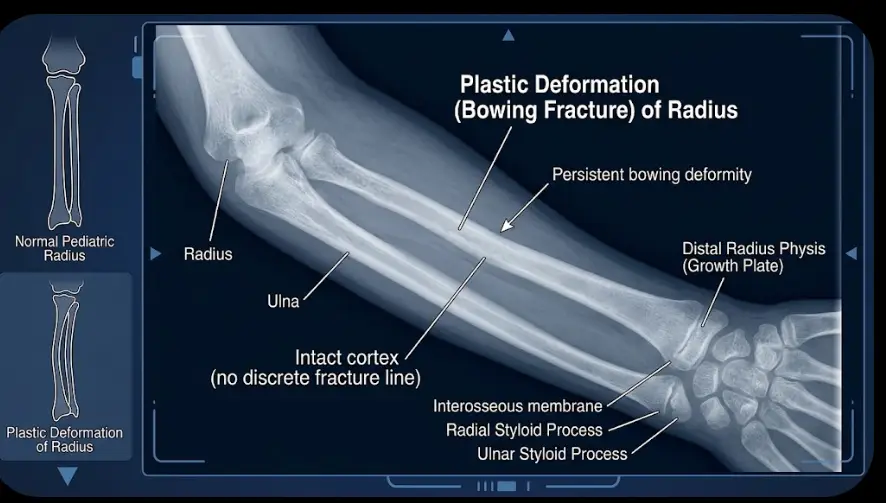 Normal Pediatric
Radius
Plastic Deformation
of Radius
Plastic Deformation
(Bowing Fracture) of Radius
Persistent bowing deformity
Distal Radius Physis
(Growth Plate)
Radius
Ulna
Intact cortex
(no discrete fracture line)
Interosseous membrane
Radial Styloid Process
Ulnar Styloid Process